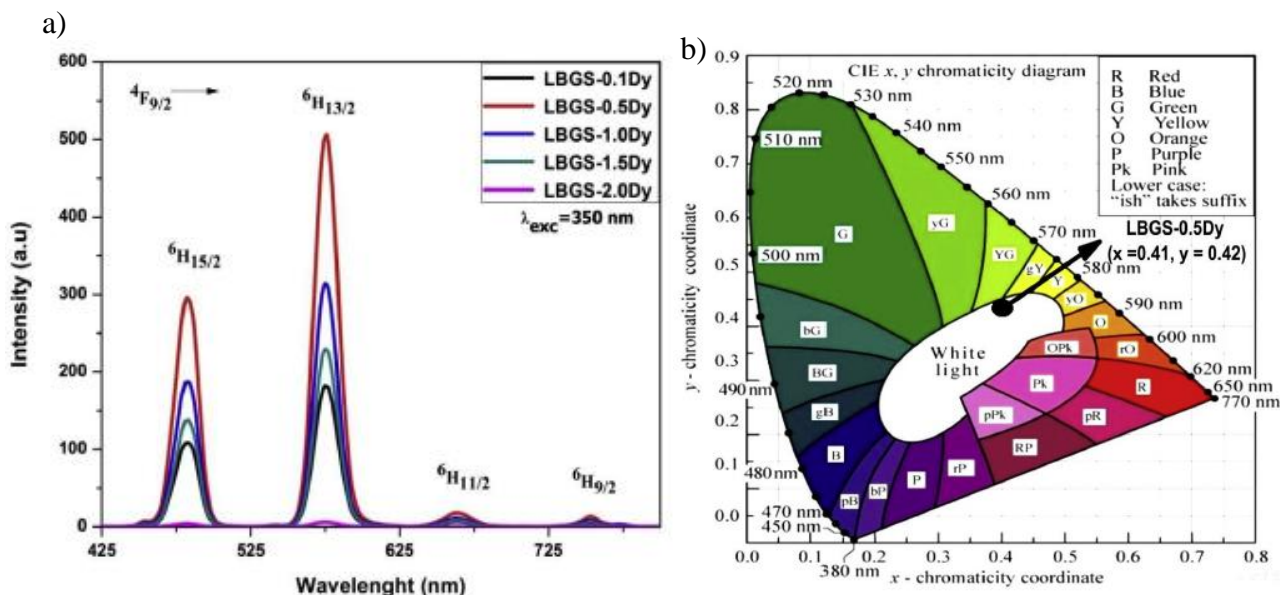 a)
600
500
400
300
200
100
0
425
525
625
725
Intensity (a.u)
Wavelenght (nm)
⁴F₉/₂
⁶H₁₅/₂
⁶H₁₃/₂
⁶H₁₁/₂
⁶H₉/₂
LBGS-0.1Dy
LBGS-0.5Dy
LBGS-1.0Dy
LBGS-1.5Dy
LBGS-2.0Dy
λexc=350 nm
b)
CIE x, y chromaticity diagram
R Red
B Blue
G Green
Y Yellow
O Orange
P Purple
Pk Pink
Lower case:
“ish” takes suffix
LBGS-0.5Dy
(x =0.41, y = 0.42)
0.9
0.8
0.7
0.6
0.5
0.4
0.3
0.2
0.1
0.0
y - chromaticity coordinate
0.0
0.1
0.2
0.3
0.4
0.5
0.6
0.7
0.8
x - chromaticity coordinate
520 nm
530 nm
510 nm
540 nm
550 nm
560 nm
500 nm
570 nm
580 nm
590 nm
600 nm
620 nm
650 nm
770 nm
490 nm
480 nm
470 nm
450 nm
380 nm
G
yG
YG
gY
Y
yO
O
rO
R
OPk
Pk
pPk
pR
RP
rP
P
bP
pB
B
gB
BG
bG
White
light